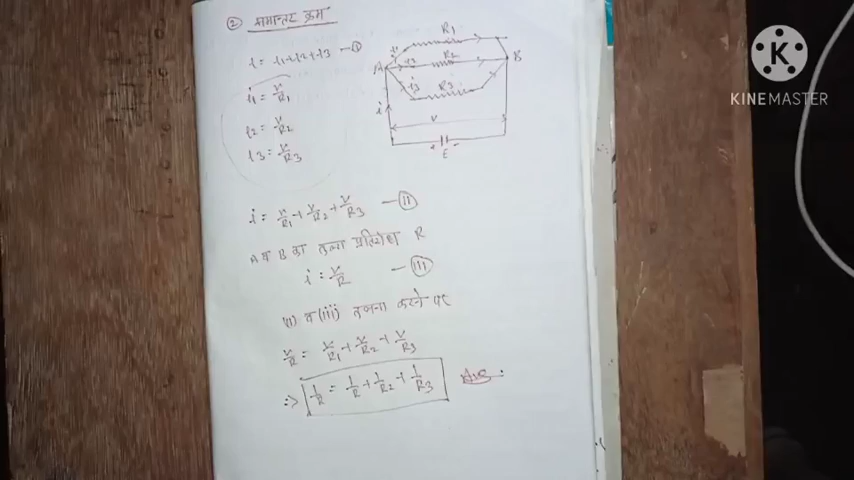 ② समान्तर क्रम
i = i1+i2+i3 —①
i1 = V/R1
i2 = V/R2
i3 = V/R3
R1
i1
R2
A
i2
B
i3
R3
i
V
+ -
E
i = V/R1 + V/R2 + V/R3 —Ⅱ
A व B का तुल्य प्रतिरोध R
i = V/R —Ⅲ
(ii) व (iii) तुलना करने पर
V/R = V/R1 + V/R2 + V/R3
⇒ 1/R = 1/R1 + 1/R2 + 1/R3 Ans.
K
KINEMASTER